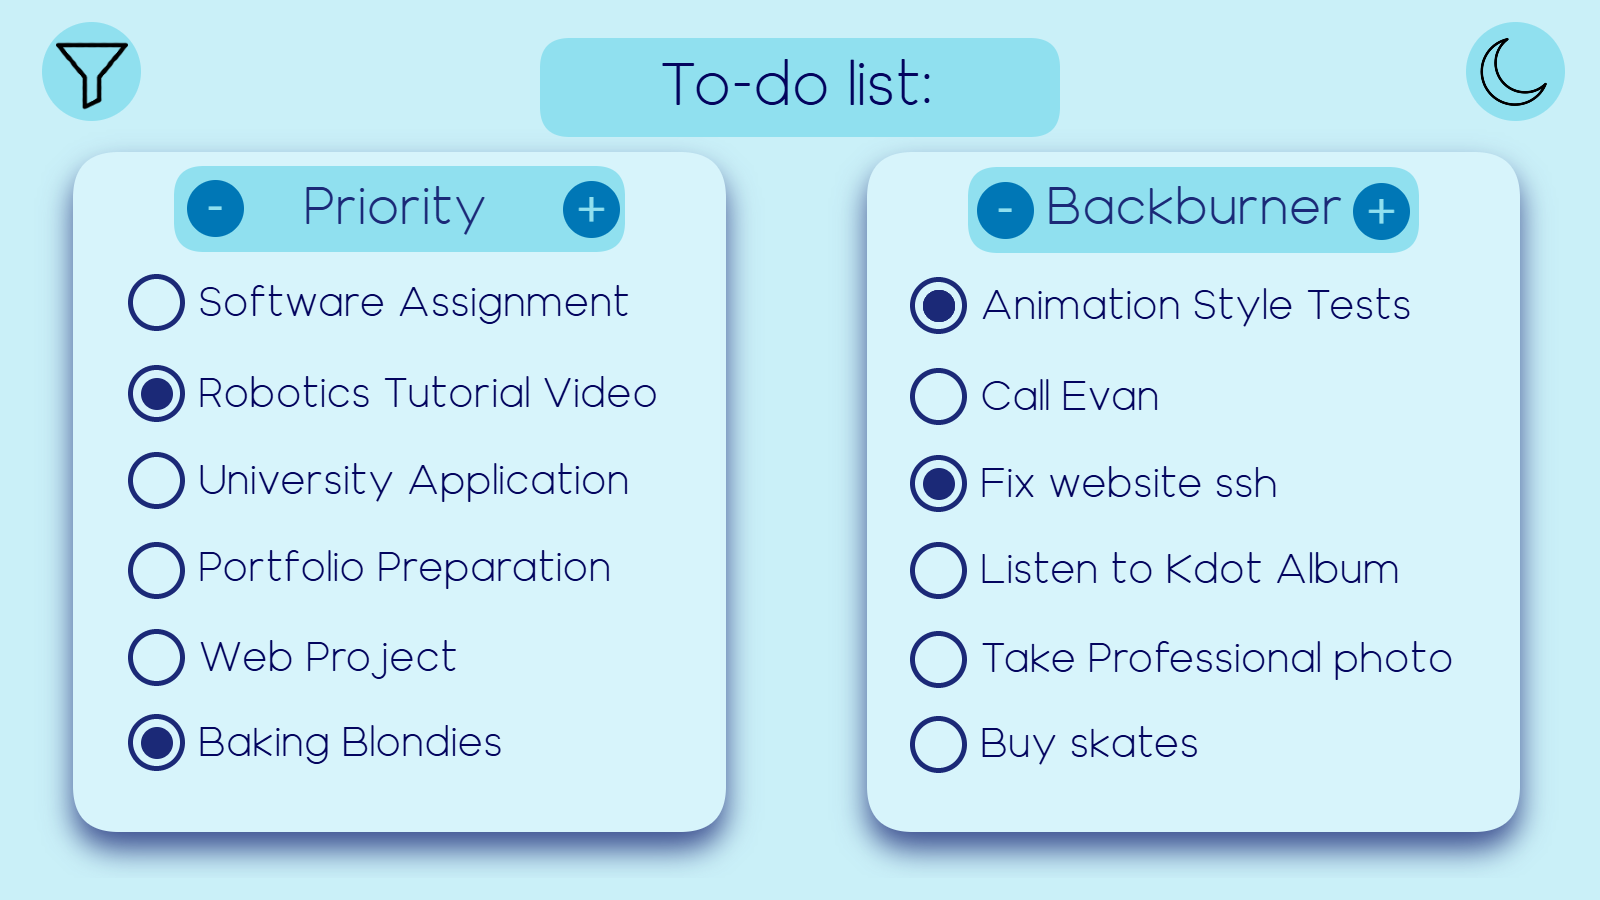 To-do list:
- Priority +
Software Assignment
Robotics Tutorial Video
University Application
Portfolio Preparation
Web Project
Baking Blondies
- Backburner +
Animation Style Tests
Call Evan
Fix website ssh
Listen to Kdot Album
Take Professional photo
Buy skates